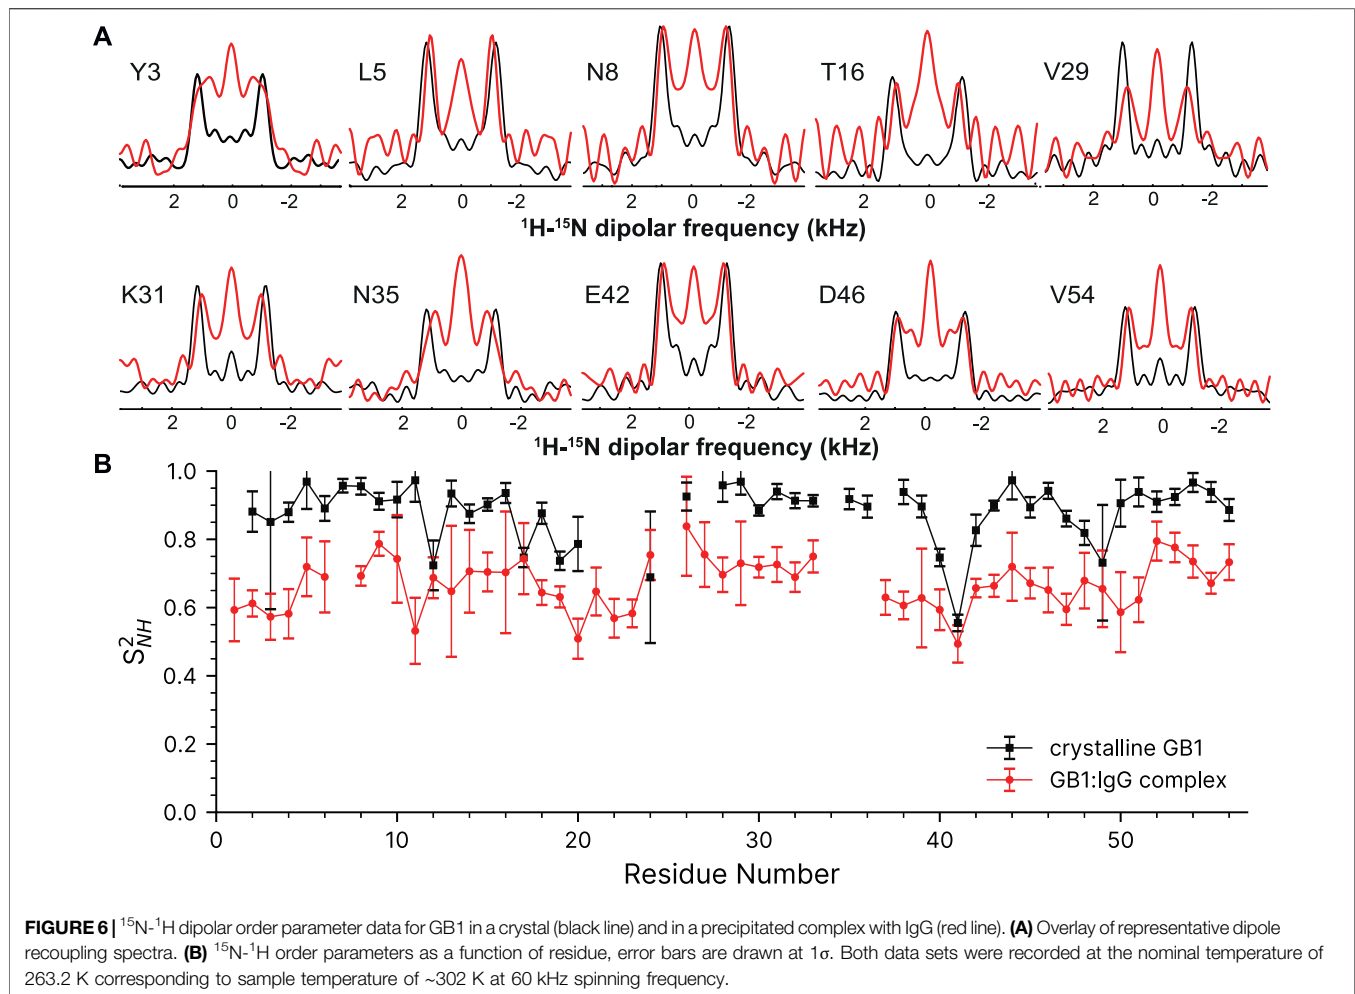 A
Y3
L5
N8
T16
V29
2 0 -2
2 0 -2
2 0 -2
2 0 -2
2 0 -2
¹H-¹⁵N dipolar frequency (kHz)
K31
N35
E42
D46
V54
2 0 -2
2 0 -2
2 0 -2
2 0 -2
2 0 -2
¹H-¹⁵N dipolar frequency (kHz)
B
1.0
0.8
0.6
0.4
0.2
0.0
S²NH
0 10 20 30 40 50
Residue Number
crystalline GB1
GB1:IgG complex
FIGURE 6 | ¹⁵N-¹H dipolar order parameter data for GB1 in a crystal (black line) and in a precipitated complex with IgG (red line). (A) Overlay of representative dipole
recoupling spectra. (B) ¹⁵N-¹H order parameters as a function of residue, error bars are drawn at 1σ. Both data sets were recorded at the nominal temperature of
263.2 K corresponding to sample temperature of ~302 K at 60 kHz spinning frequency.